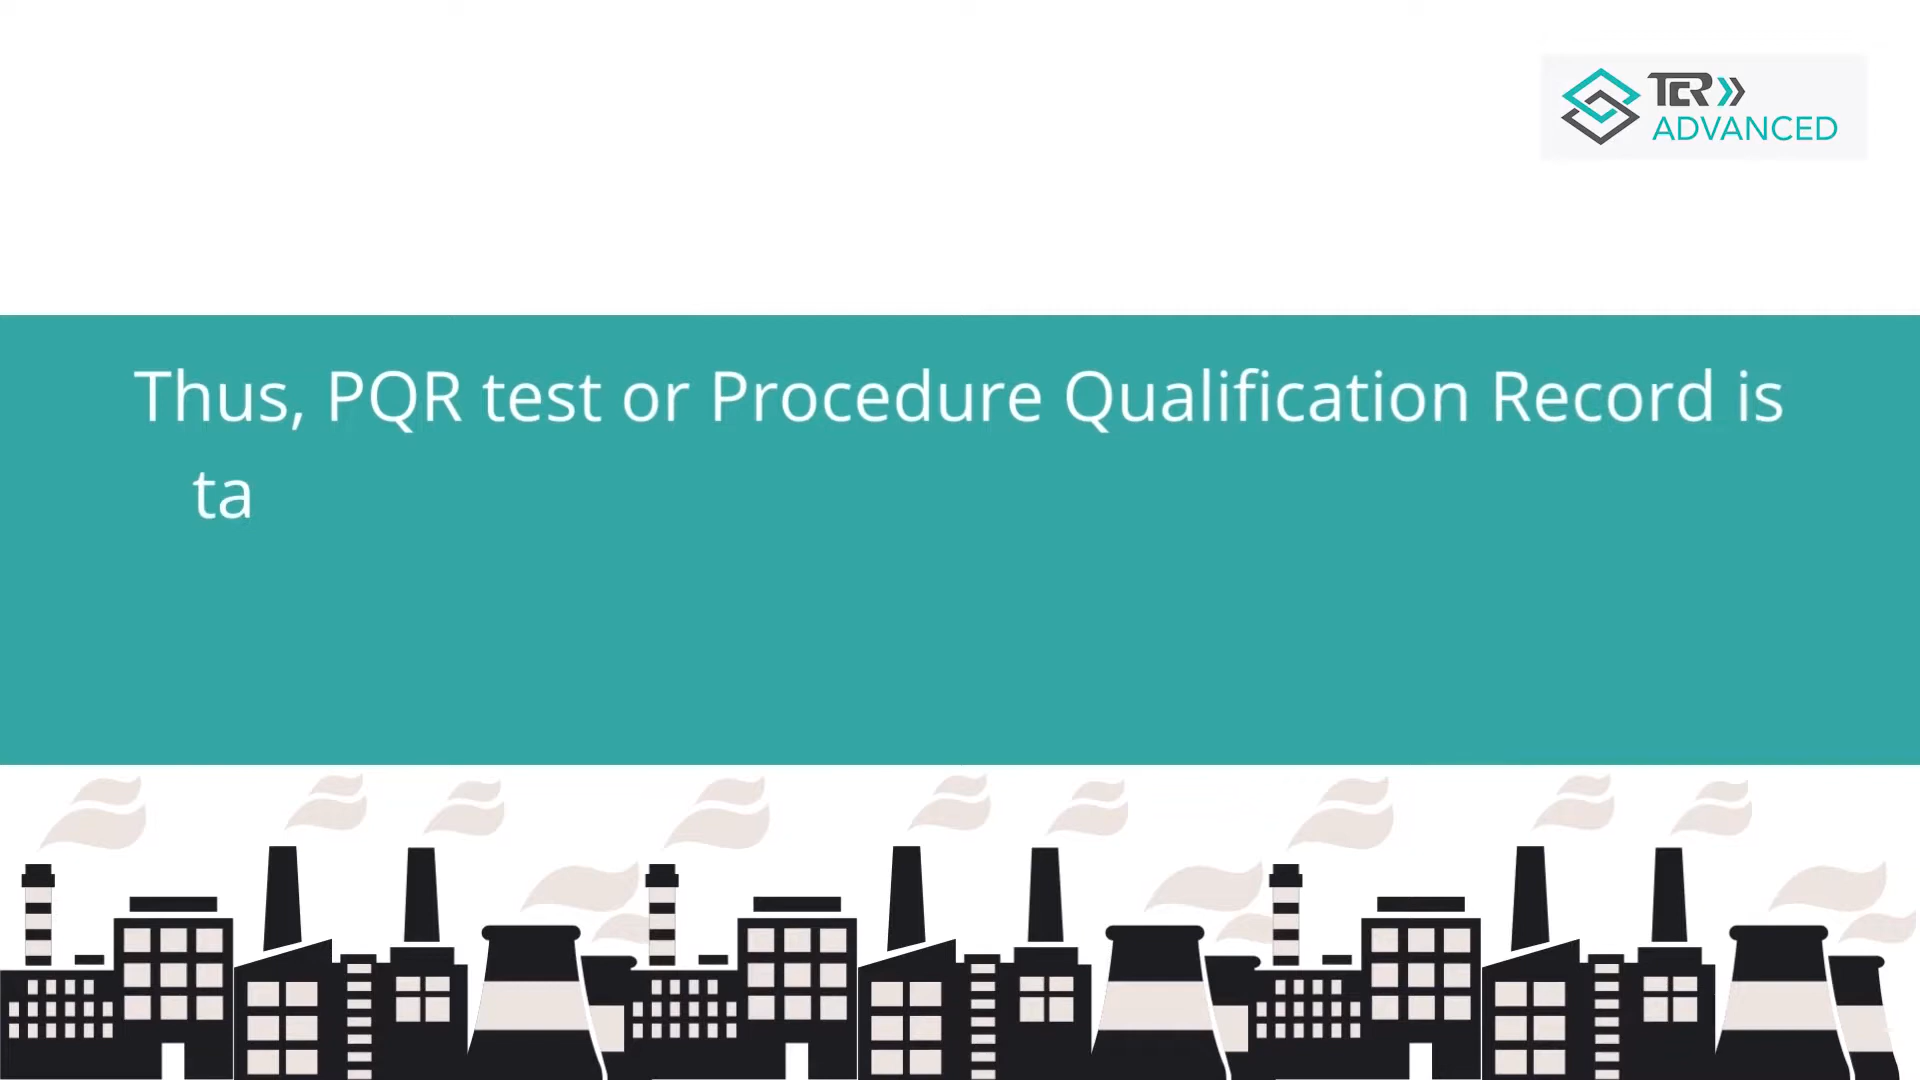 TCR
ADVANCED
Thus, PQR test or Procedure Qualification Record is
ta